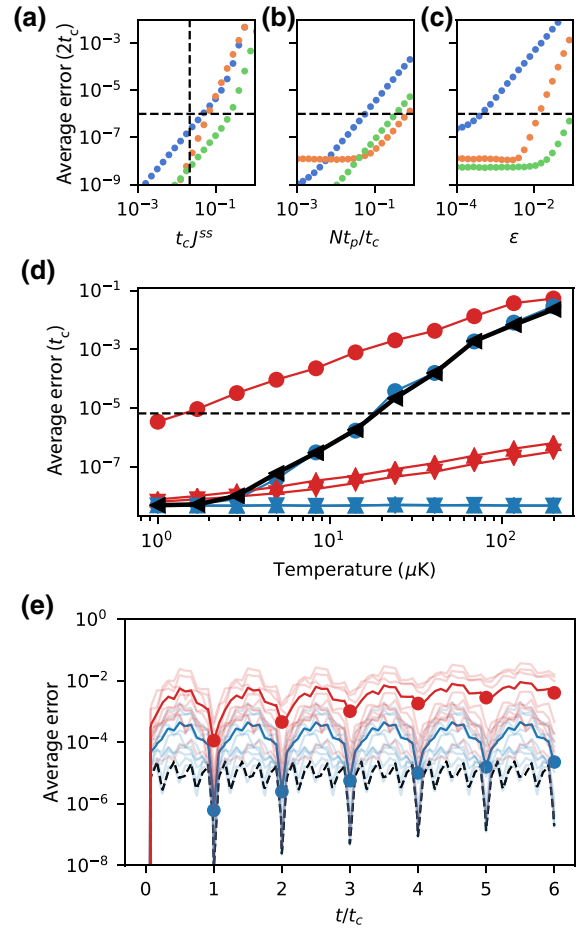 (a) (b) (c)
Average error (2t_c)
10^−3
10^−5
10^−7
10^−9
10^−3 10^−1 10^−3 10^−1 10^−4 10^−2
t_c J^ss Nt_p/t_c ε
(d)
Average error (t_c)
10^−1
10^−3
10^−5
10^−7
10^0 10^1 10^2
Temperature (μK)
(e)
Average error
10^0
10^−2
10^−4
10^−6
10^−8
0 1 2 3 4 5 6
t/t_c